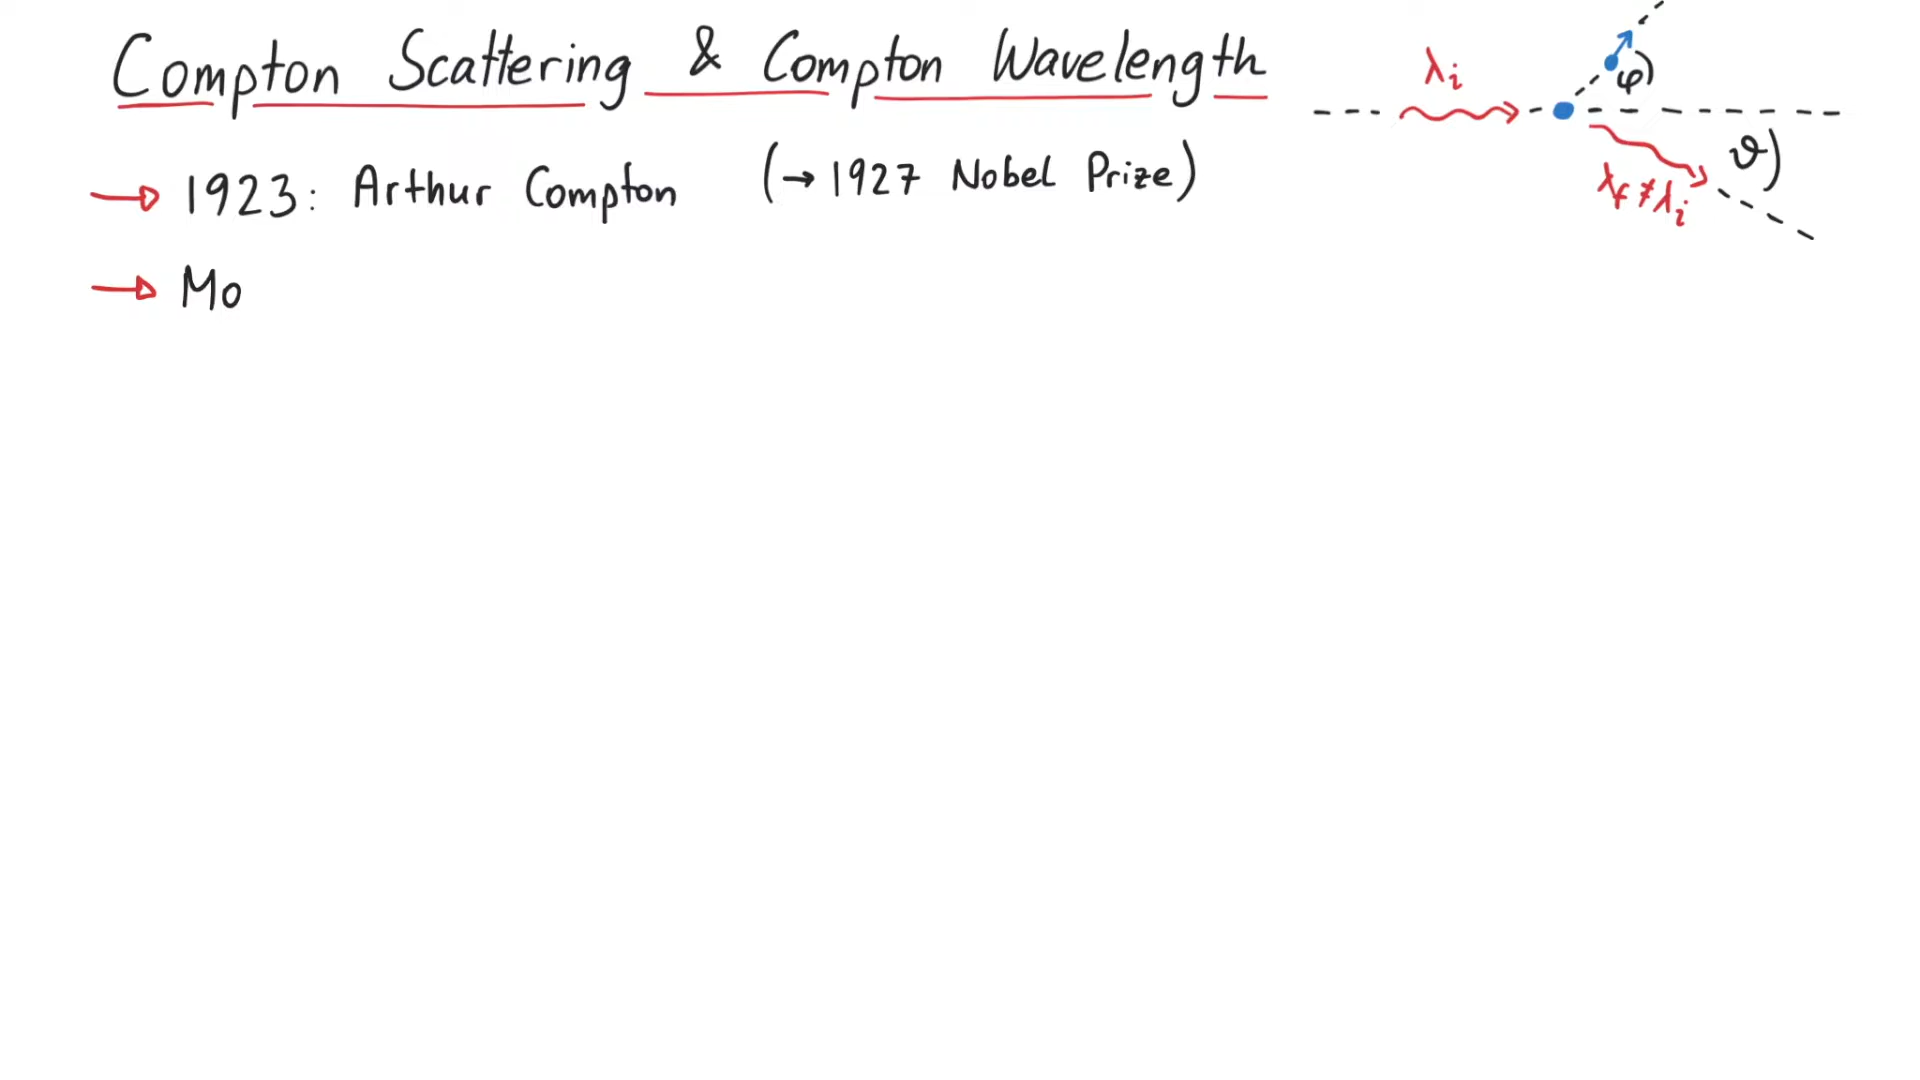 Compton Scattering & Compton Wavelength
→ 1923: Arthur Compton (→ 1927 Nobel Prize)
→ Mo
λi
φ
ϑ
λf ≠ λi